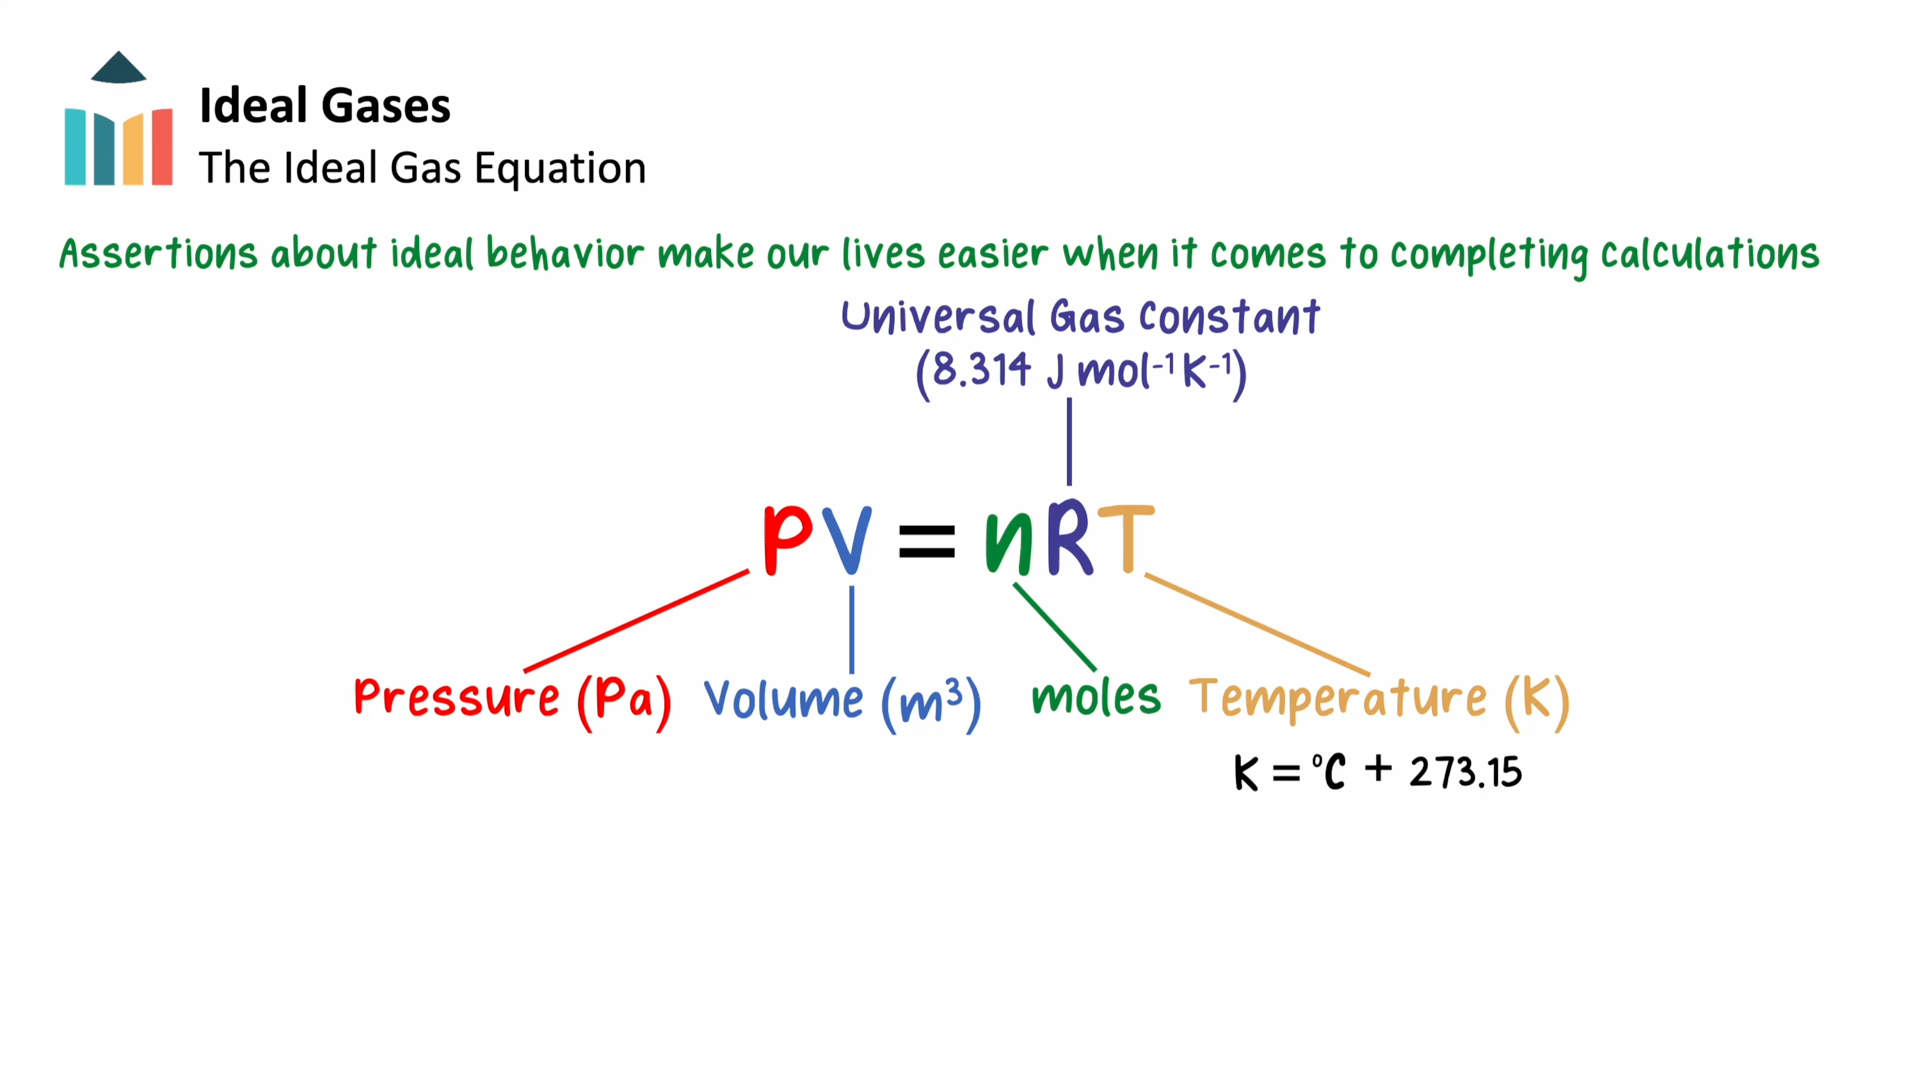 Ideal Gases
The Ideal Gas Equation
Assertions about ideal behavior make our lives easier when it comes to completing calculations
Universal Gas Constant
(8.314 J mol⁻¹ K⁻¹)
PV = nRT
Pressure (Pa) Volume (m³) moles Temperature (K)
K = °C + 273.15